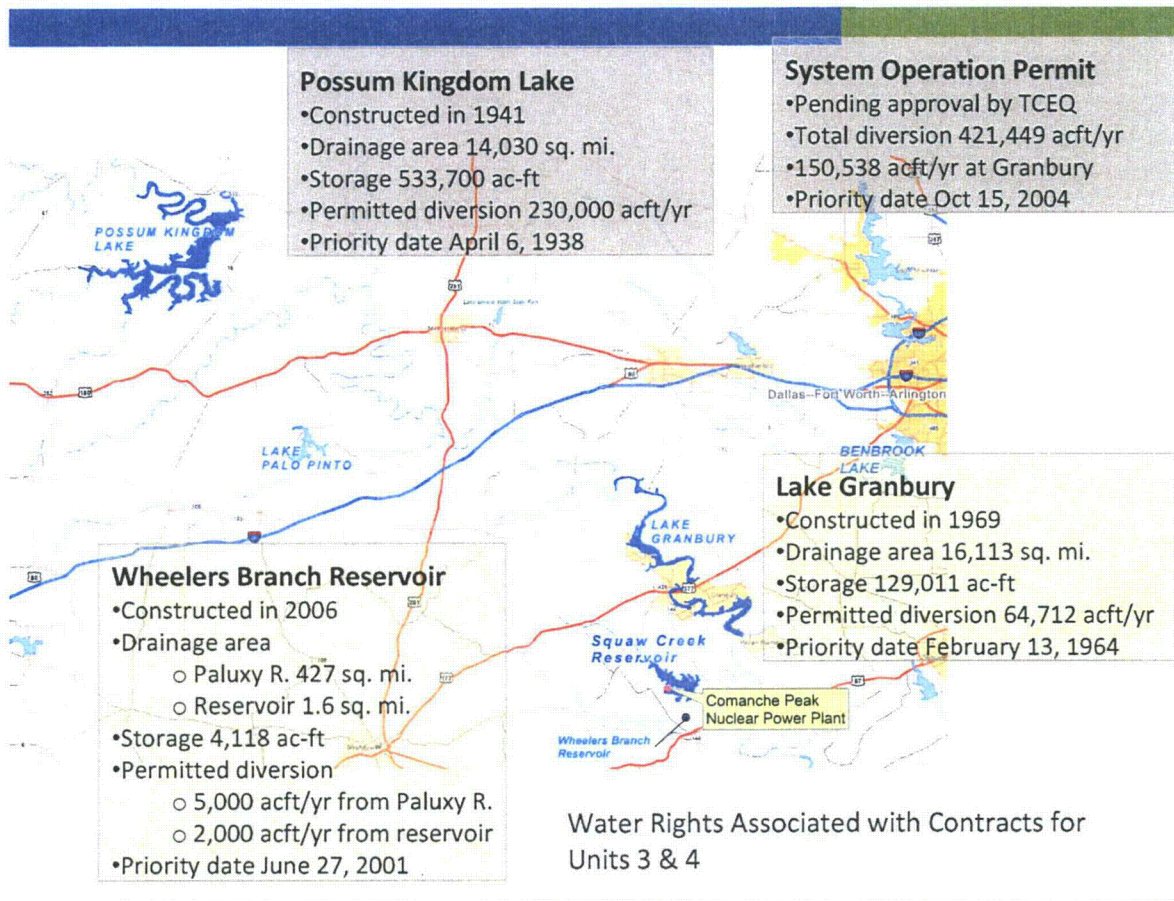 Possum Kingdom Lake
•Constructed in 1941
•Drainage area 14,030 sq. mi.
•Storage 533,700 ac-ft
•Permitted diversion 230,000 acft/yr
•Priority date April 6, 1938
System Operation Permit
•Pending approval by TCEQ
•Total diversion 421,449 acft/yr
•150,538 acft/yr at Granbury
•Priority date Oct 15, 2004
POSSUM KINGDOM
LAKE
281
180
80
Dallas--Fort Worth--Arlington
LAKE
PALO PINTO
BENBROOK
LAKE
Lake Granbury
•Constructed in 1969
•Drainage area 16,113 sq. mi.
•Storage 129,011 ac-ft
•Permitted diversion 64,712 acft/yr
•Priority date February 13, 1964
LAKE
GRANBURY
377
Wheelers Branch Reservoir
•Constructed in 2006
•Drainage area
o Paluxy R. 427 sq. mi.
o Reservoir 1.6 sq. mi.
•Storage 4,118 ac-ft
•Permitted diversion
o 5,000 acft/yr from Paluxy R.
o 2,000 acft/yr from reservoir
•Priority date June 27, 2001
281
377
Squaw Creek
Reservoir
67
Comanche Peak
Nuclear Power Plant
Wheelers Branch
Reservoir
Water Rights Associated with Contracts for
Units 3 & 4